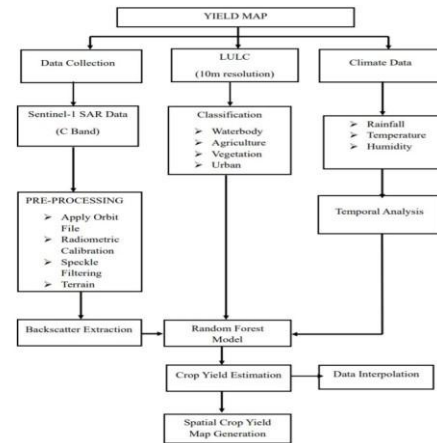 YIELD MAP
Data Collection
LULC
(10m resolution)
Climate Data
Sentinel-1 SAR Data
(C Band)
Classification
➢ Waterbody
➢ Agriculture
➢ Vegetation
➢ Urban
➢ Rainfall
➢ Temperature
➢ Humidity
PRE-PROCESSING
➢ Apply Orbit
File
➢ Radiometric
Calibration
➢ Speckle
Filtering
➢ Terrain
Temporal Analysis
Backscatter Extraction
Random Forest
Model
Crop Yield Estimation
Data Interpolation
Spatial Crop Yield
Map Generation